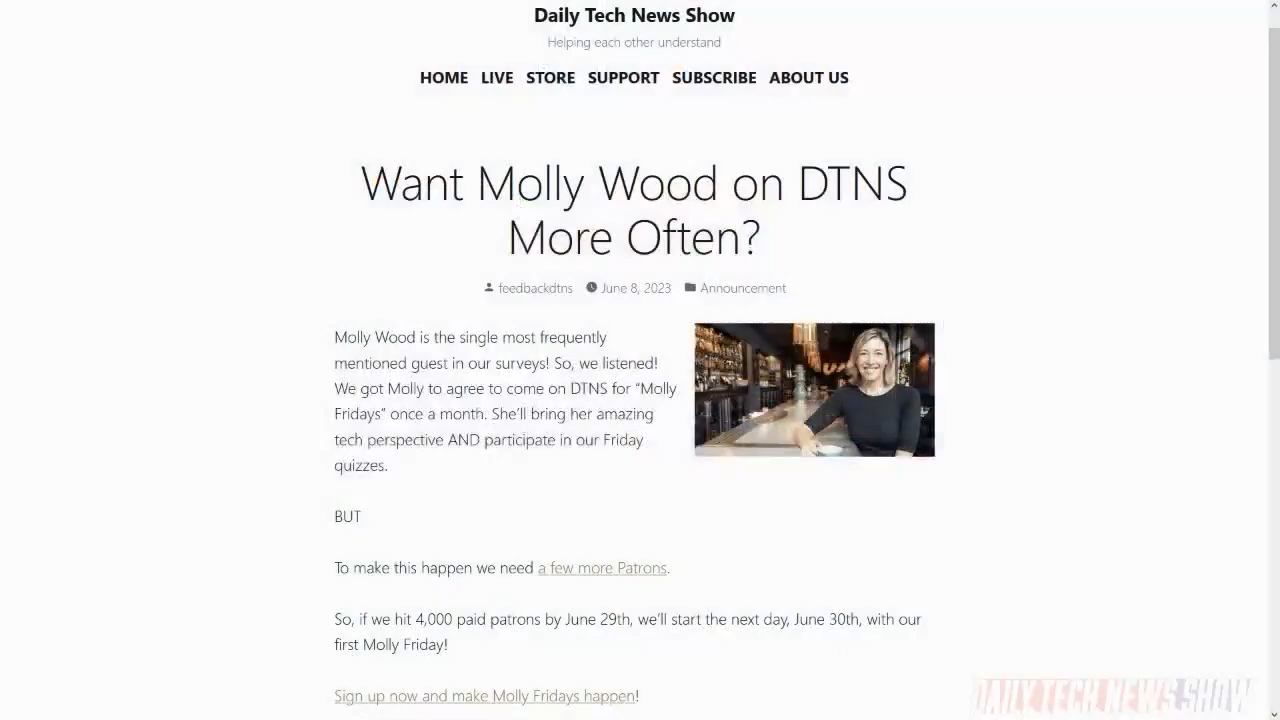 Daily Tech News Show
Helping each other understand
HOME LIVE STORE SUPPORT SUBSCRIBE ABOUT US
Want Molly Wood on DTNS
More Often?
feedbackdtns June 8, 2023 Announcement
Molly Wood is the single most frequently
mentioned guest in our surveys! So, we listened!
We got Molly to agree to come on DTNS for “Molly
Fridays” once a month. She’ll bring her amazing
tech perspective AND participate in our Friday
quizzes.
BUT
To make this happen we need a few more Patrons.
So, if we hit 4,000 paid patrons by June 29th, we’ll start the next day, June 30th, with our
first Molly Friday!
Sign up now and make Molly Fridays happen!
DAILY TECH NEWS SHOW